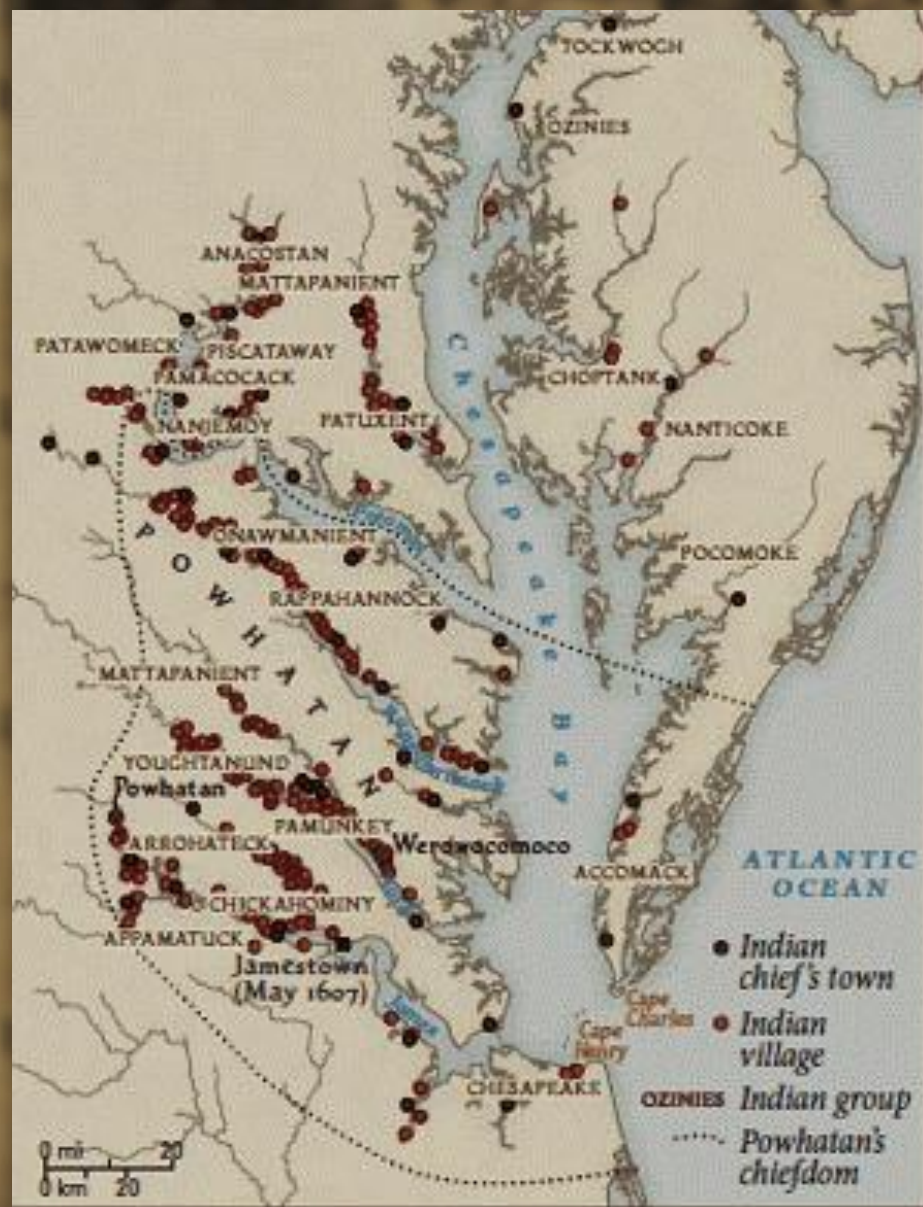 TOCKWOGH
OZINIES
ANACOSTAN
MATTAPANIENT
PATAWOMECK
PISCATAWAY
PAMACOCACK
CHOPTANK
NANJEMOY
PATUXENT
NANTICOKE
Chesapeake Bay
Potomac
ONAWMANIENT
POCOMOKE
POWHATAN
RAPPAHANNOCK
MATTAPANIENT
YOUGHTANUND
Powhatan
PAMUNKEY
Werowocomoco
ARROHATECK
ACCOMACK
ATLANTIC
OCEAN
CHICKAHOMINY
APPAMATUCK
Jamestown
(May 1607)
James
Cape
Charles
Cape
Henry
CHESAPEAKE
Indian
chief's town
Indian
village
OZINIES Indian group
Powhatan's
chiefdom
0 mi 20
0 km 20